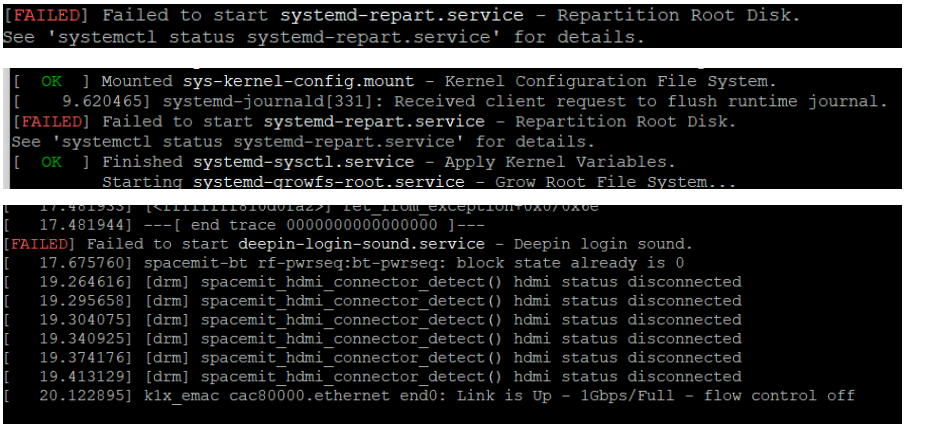 [FAILED] Failed to start systemd-repart.service - Repartition Root Disk.
See 'systemctl status systemd-repart.service' for details.
[  OK  ] Mounted sys-kernel-config.mount - Kernel Configuration File System.
[    9.620465] systemd-journald[331]: Received client request to flush runtime journal.
[FAILED] Failed to start systemd-repart.service - Repartition Root Disk.
See 'systemctl status systemd-repart.service' for details.
[  OK  ] Finished systemd-sysctl.service - Apply Kernel Variables.
Starting systemd-growfs-root.service - Grow Root File System...
[   17.481933] [<ffffffff810d01a2>] ret_from_exception+0x0/0x6e
[   17.481944] ---[ end trace 0000000000000000 ]---
[FAILED] Failed to start deepin-login-sound.service - Deepin login sound.
[   17.675760] spacemit-bt rf-pwrseq:bt-pwrseq: block state already is 0
[   19.264616] [drm] spacemit_hdmi_connector_detect() hdmi status disconnected
[   19.295658] [drm] spacemit_hdmi_connector_detect() hdmi status disconnected
[   19.304075] [drm] spacemit_hdmi_connector_detect() hdmi status disconnected
[   19.340925] [drm] spacemit_hdmi_connector_detect() hdmi status disconnected
[   19.374176] [drm] spacemit_hdmi_connector_detect() hdmi status disconnected
[   19.413129] [drm] spacemit_hdmi_connector_detect() hdmi status disconnected
[   20.122895] k1x_emac cac80000.ethernet end0: Link is Up - 1Gbps/Full - flow control off